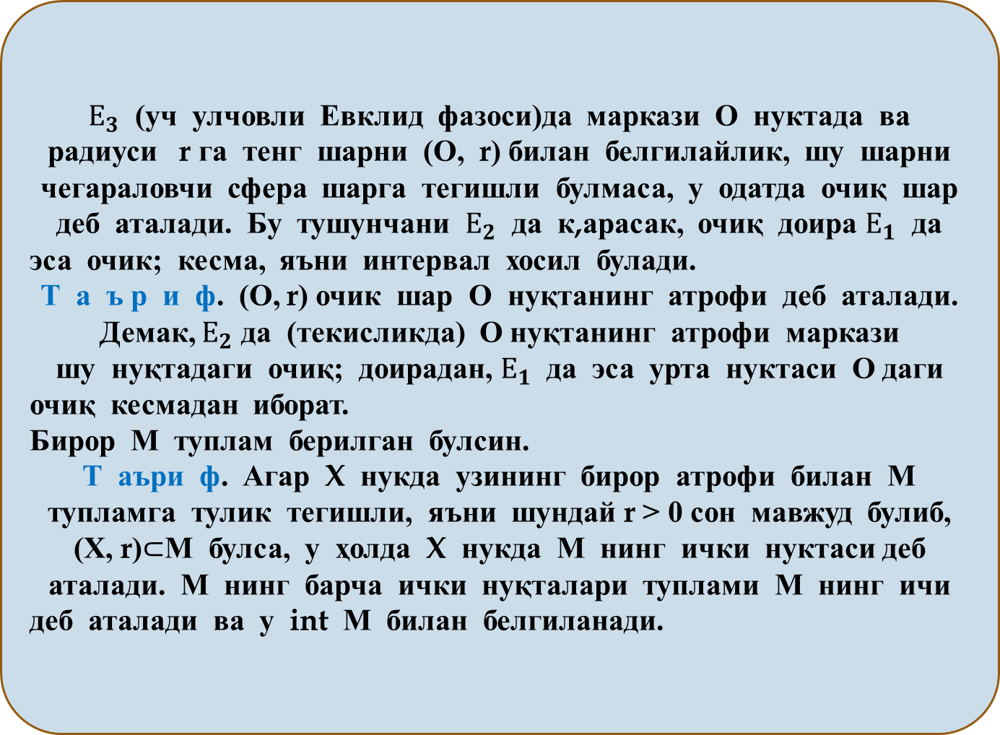 E₃ (уч улчовли Евклид фазоси)да маркази О нуктада ва
радиуси r га тенг шарни (О, r) билан белгилайлик, шу шарни
чегараловчи сфера шарга тегишли булмаса, у одатда очиқ шар
деб аталади. Бу тушунчани E₂ да к,арасак, очиқ доира E₁ да
эса очик; кесма, яъни интервал хосил булади.
Т а ъ р и ф. (О, r) очик шар О нуқтанинг атрофи деб аталади.
Демак, E₂ да (текисликда) О нуқтанинг атрофи маркази
шу нуқтадаги очиқ; доирадан, E₁ да эса урта нуктаси О даги
очиқ кесмадан иборат.
Бирор М туплам берилган булсин.
Т аъри ф. Агар X нукда узининг бирор атрофи билан М
тупламга тулик тегишли, яъни шундай r > 0 сон мавжуд булиб,
(X, r)⊂М булса, у ҳолда X нукда М нинг ички нуктаси деб
аталади. М нинг барча ички нуқталари туплами М нинг ичи
деб аталади ва у int М билан белгиланади.